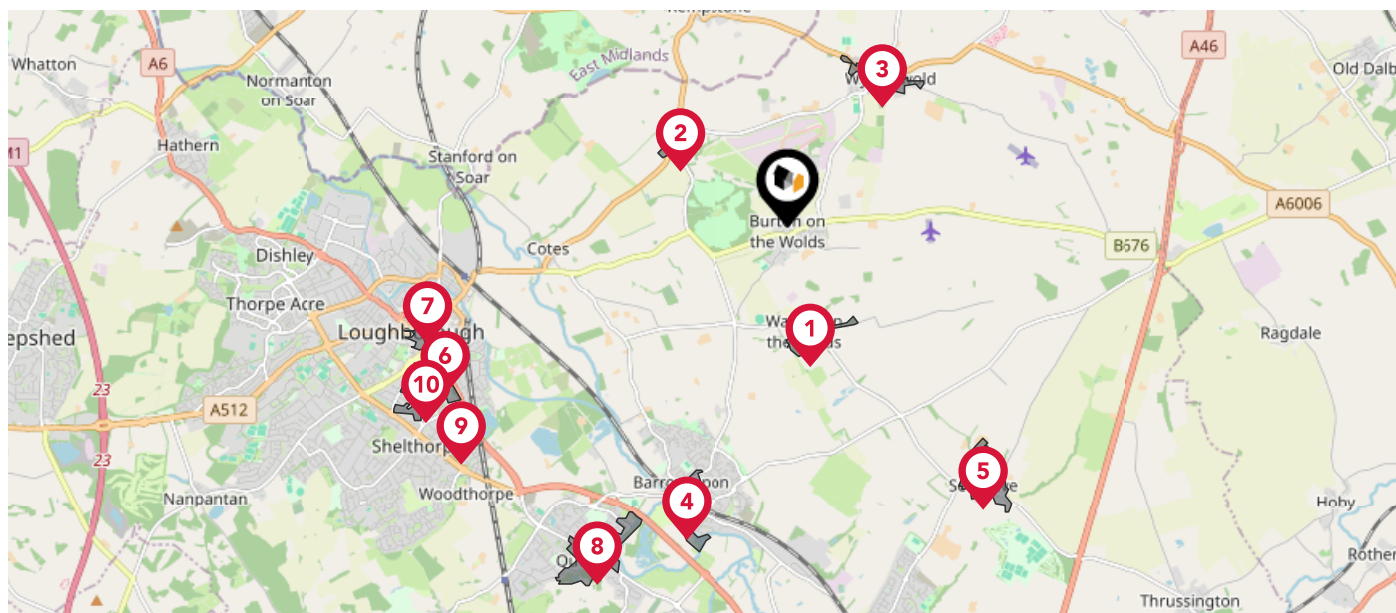 A6
A46
Whatton
3
Old Dalb
East Midlands
Normanton
on Soar
2
Hathern
M1
Stanford on
Soar
A6006
Burton on
the Wolds
B676
Cotes
Dishley
Thorpe Acre
7
1
Ragdale
epshed
6
10
23
A512
9
23
5
Nanpantan
Woodthorpe
4
Hoby
8
Rother
Thrussington